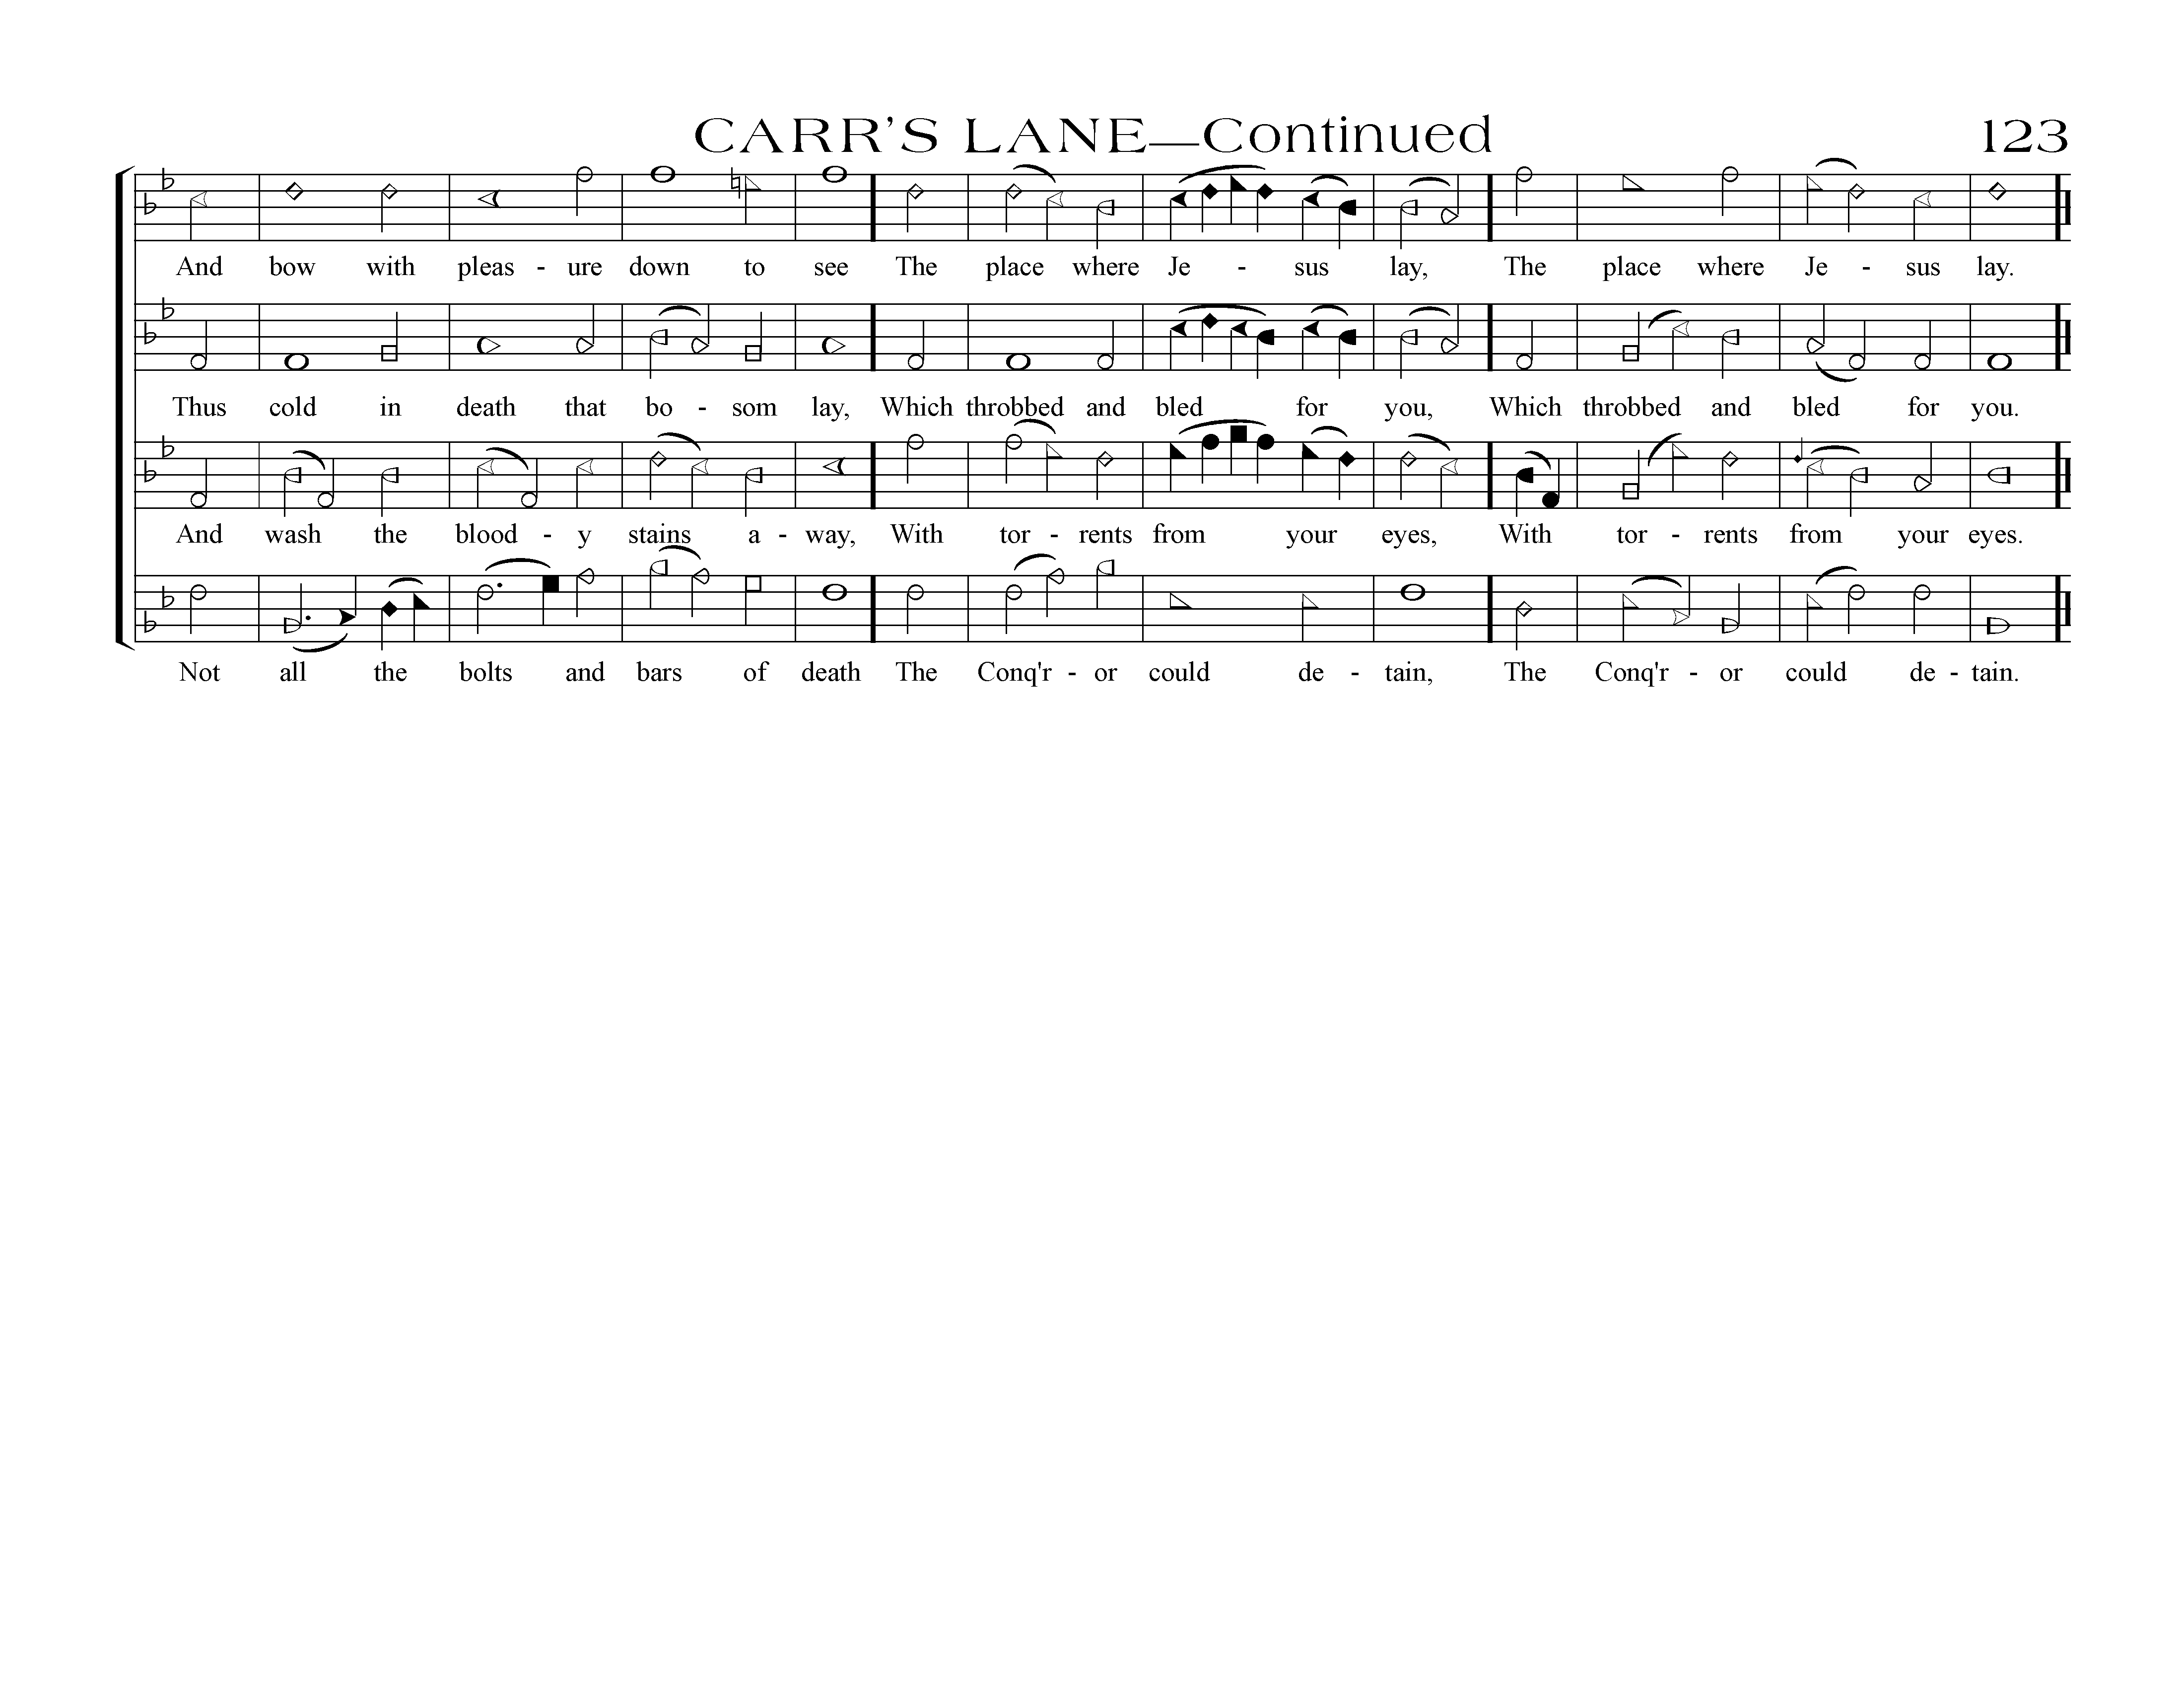 CARR'S LANE—Continued 123
And bow with pleas - ure down to see The place where Je - sus lay, The place where Je - sus lay.
Thus cold in death that bo - som lay, Which throbbed and bled for you, Which throbbed and bled for you.
And wash the blood - y stains a - way, With tor - rents from your eyes, With tor - rents from your eyes.
Not all the bolts and bars of death The Conq'r - or could de - tain, The Conq'r - or could de - tain.